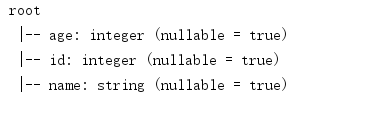 root
 |-- age: integer (nullable = true)
 |-- id: integer (nullable = true)
 |-- name: string (nullable = true)